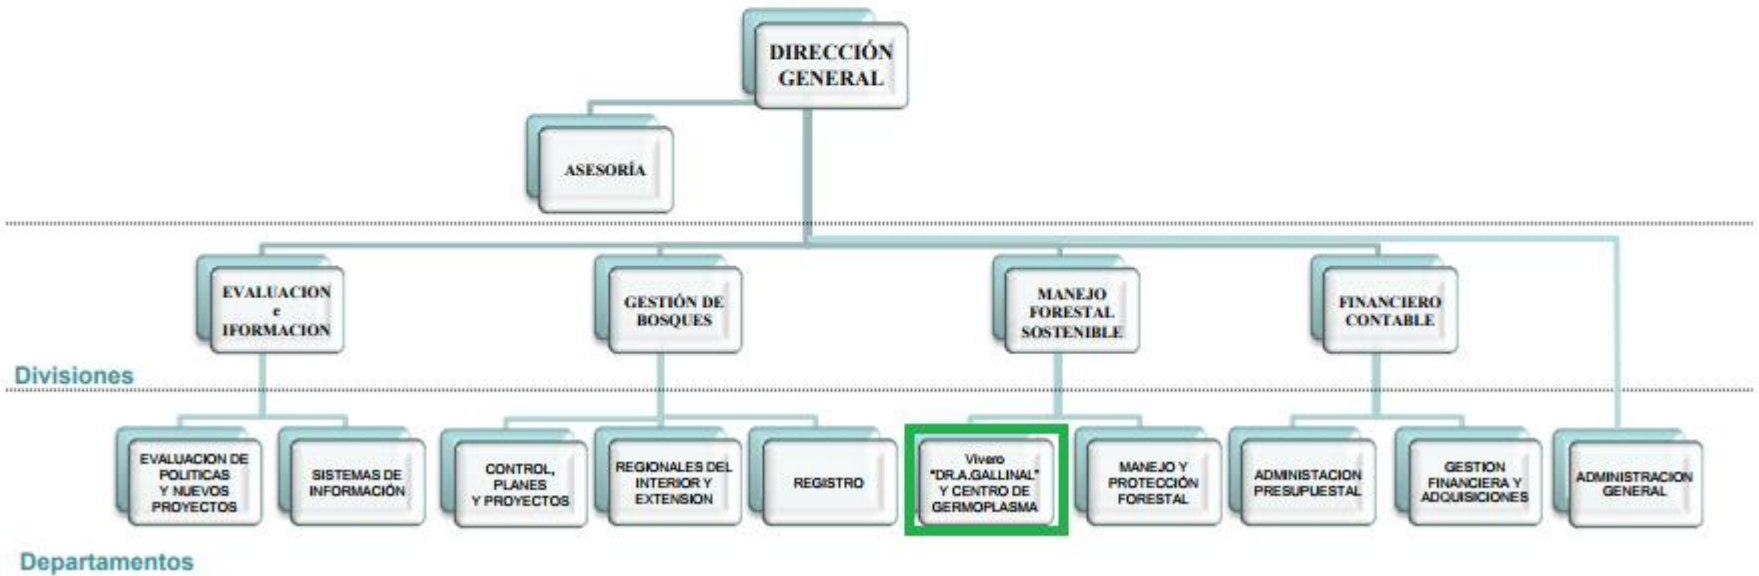 DIRECCIÓN
GENERAL
ASESORÍA
EVALUACION
e
IFORMACION
GESTIÓN DE
BOSQUES
MANEJO
FORESTAL
SOSTENIBLE
FINANCIERO
CONTABLE
Divisiones
EVALUACION DE
POLITICAS
Y NUEVOS
PROYECTOS
SISTEMAS DE
INFORMACIÓN
CONTROL,
PLANES
Y PROYECTOS
REGIONALES DEL
INTERIOR Y
EXTENSION
REGISTRO
Vivero
"DR.A.GALLINAL"
Y CENTRO DE
GERMOPLASMA
MANEJO Y
PROTECCIÓN
FORESTAL
ADMINISTACION
PRESUPUESTAL
GESTION
FINANCIERA Y
ADQUISICIONES
ADMINISTRACION
GENERAL
Departamentos